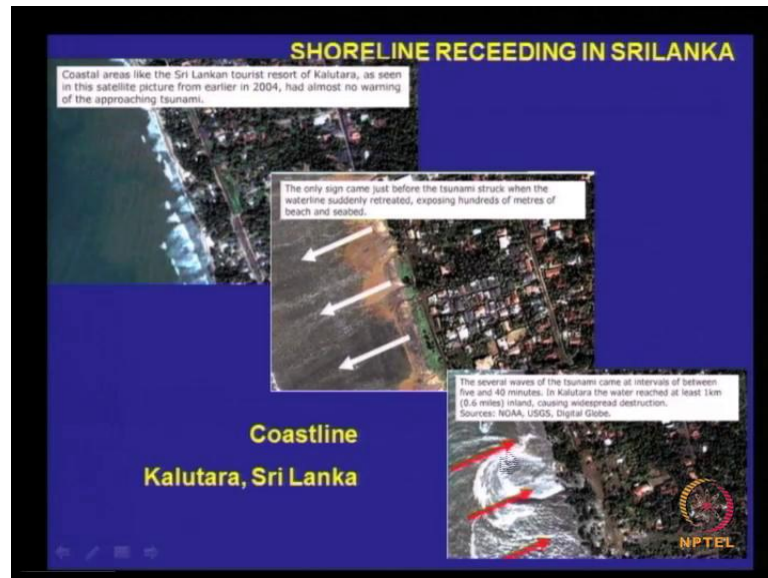 SHORELINE RECEEDING IN SRILANKA
Coastal areas like the Sri Lankan tourist resort of Kalutara, as seen
in this satellite picture from earlier in 2004, had almost no warning
of the approaching tsunami.
The only sign came just before the tsunami struck when the
waterline suddenly retreated, exposing hundreds of metres of
beach and seabed.
The several waves of the tsunami came at intervals of between
five and 40 minutes. In Kalutara the water reached at least 1km
(0.6 miles) inland, causing widespread destruction.
Sources: NOAA, USGS, Digital Globe.
Coastline
Kalutara, Sri Lanka
NPTEL